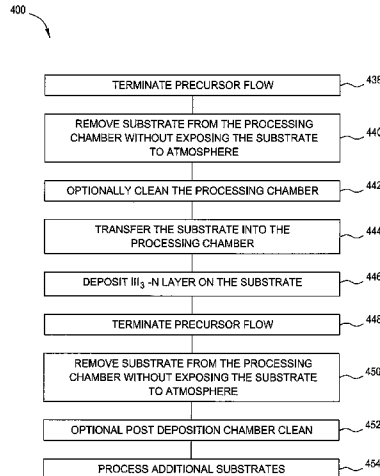 400
TERMINATE PRECURSOR FLOW
438
REMOVE SUBSTRATE FROM THE PROCESSING
CHAMBER WITHOUT EXPOSING THE SUBSTRATE
TO ATMOSPHERE
440
OPTIONALLY CLEAN THE PROCESSING CHAMBER
442
TRANSFER THE SUBSTRATE INTO THE
PROCESSING CHAMBER
444
DEPOSIT III₃ -N LAYER ON THE SUBSTRATE
446
TERMINATE PRECURSOR FLOW
448
REMOVE SUBSTRATE FROM THE PROCESSING
CHAMBER WITHOUT EXPOSING THE SUBSTRATE
TO ATMOSPHERE
450
OPTIONAL POST DEPOSITION CHAMBER CLEAN
452
PROCESS ADDITIONAL SUBSTRATES
454